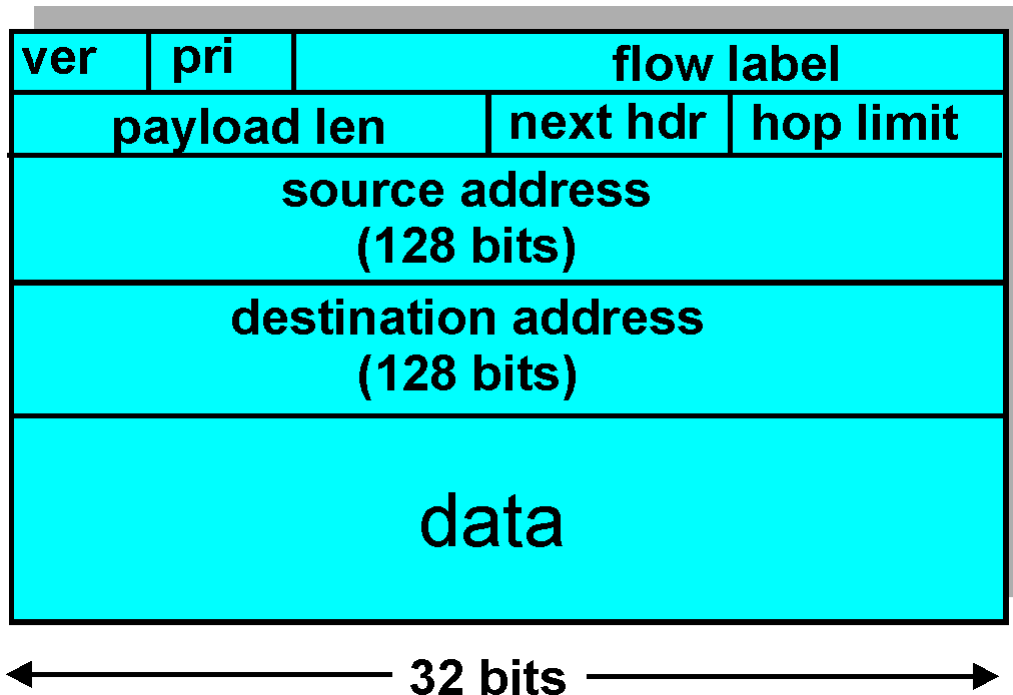 ver pri flow label
payload len next hdr hop limit
source address
(128 bits)
destination address
(128 bits)
data
32 bits